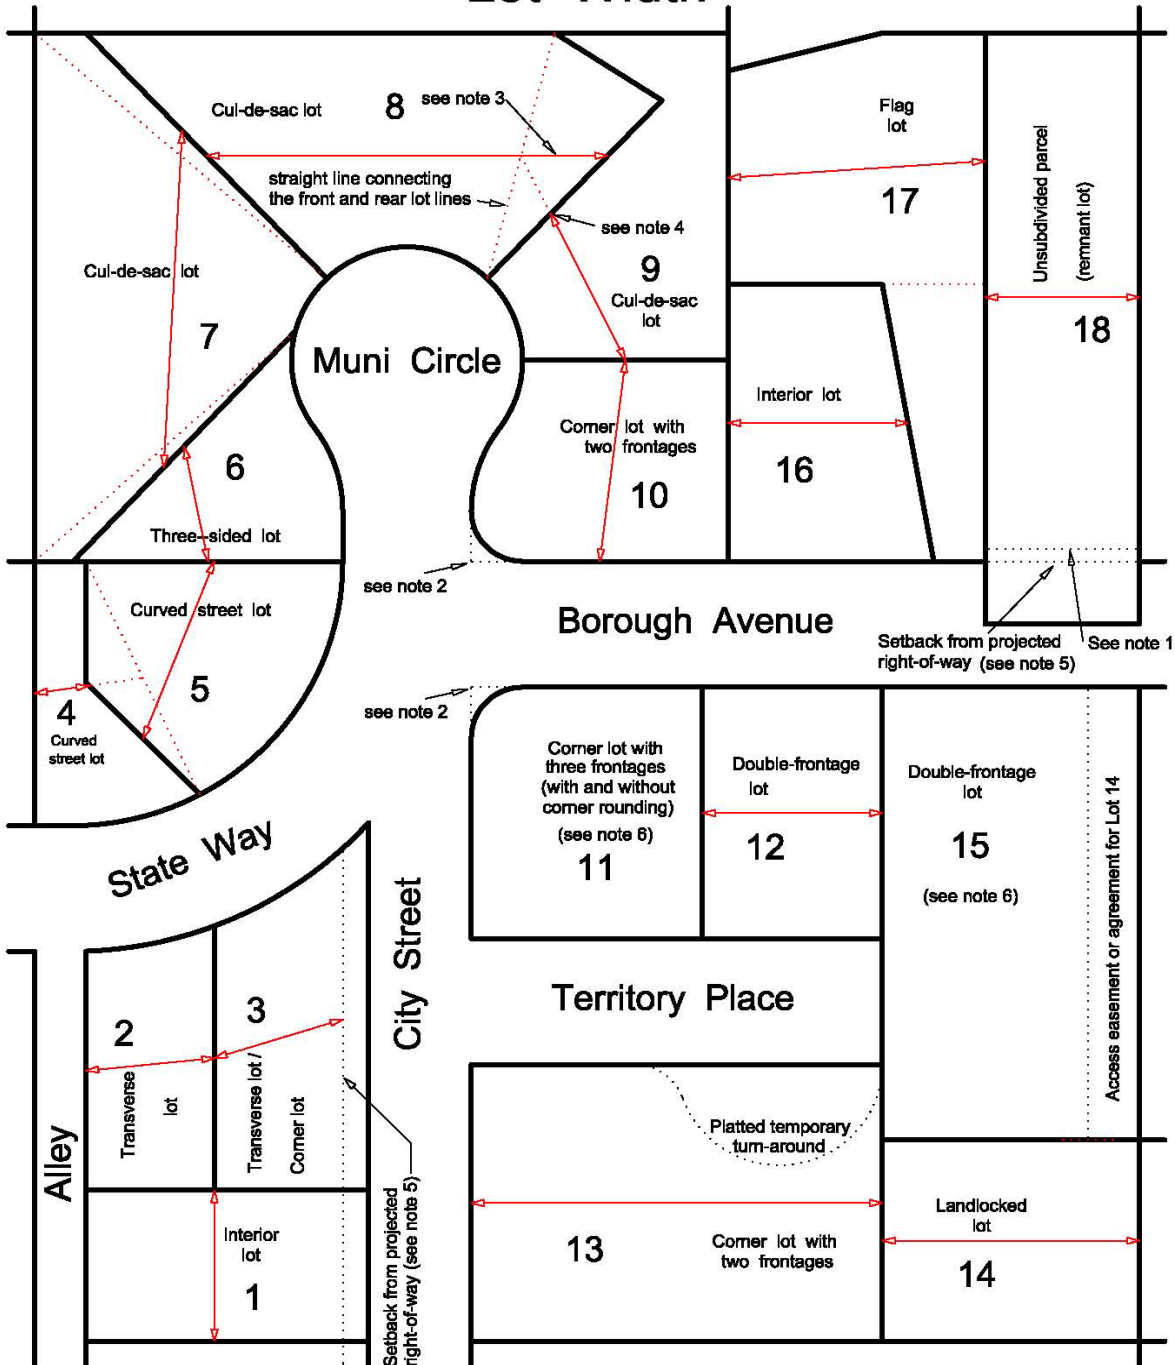 Lot Width
Cul-de-sac lot
8
see note 3
straight line connecting
the front and rear lot lines
see note 4
9
Cul-de-sac
lot
Flag
lot
17
Unsubdivided parcel
(remnant lot)
18
Cul-de-sac lot
7
Muni Circle
Interior lot
16
Corner lot with
two frontages
10
6
Three-sided lot
see note 2
Curved street lot
5
4
Curved
street lot
Borough Avenue
Setback from projected
right-of-way (see note 5)
See note 1
see note 2
Corner lot with
three frontages
(with and without
corner rounding)
(see note 6)
11
Double-frontage
lot
12
Double-frontage
lot
15
(see note 6)
Access easement or agreement for Lot 14
State Way
City Street
2
Transverse
lot
3
Transverse lot /
Corner lot
Territory Place
Platted temporary
turn-around
Alley
Interior
lot
1
Setback from projected
right-of-way (see note 5)
13
Corner lot with
two frontages
Landlocked
lot
14